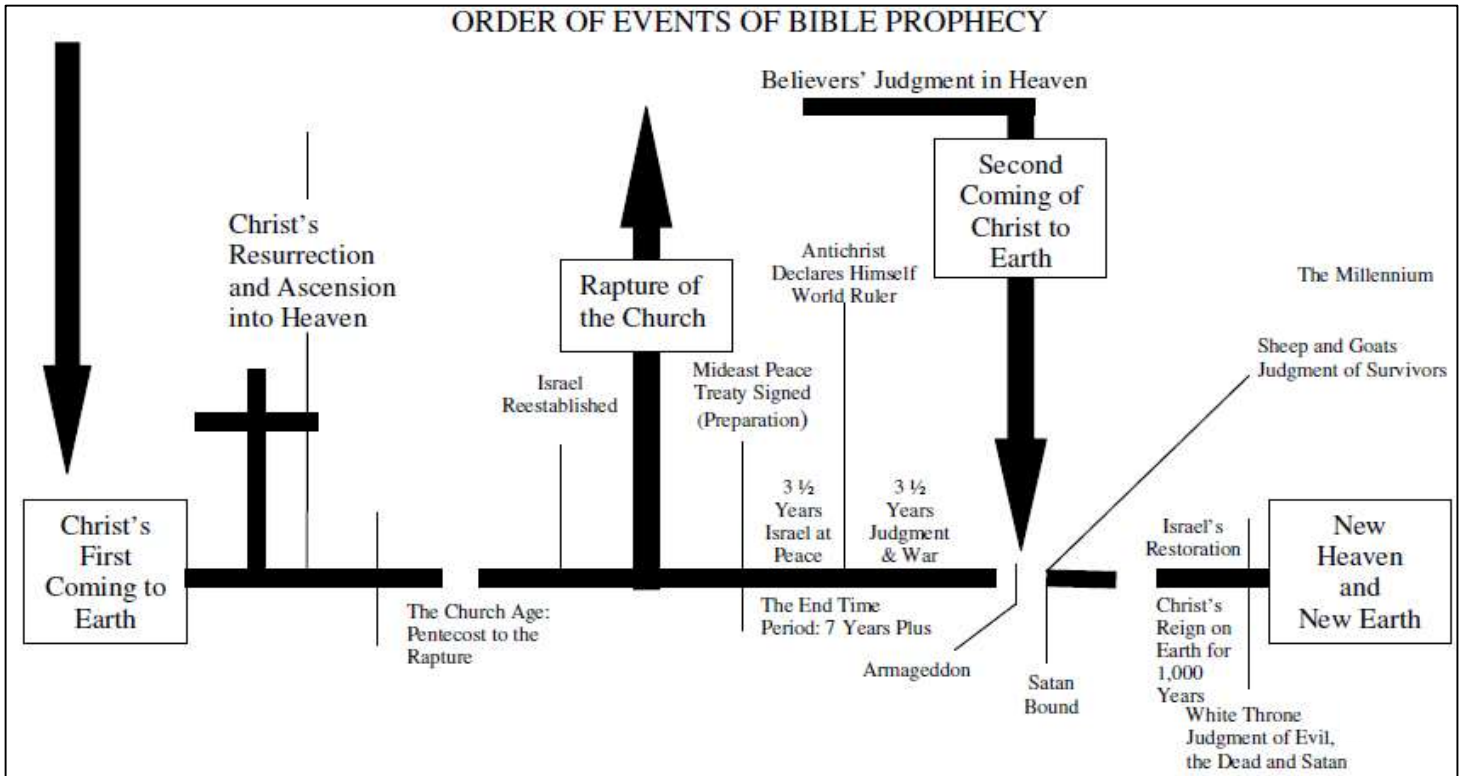 ORDER OF EVENTS OF BIBLE PROPHECY
Believers' Judgment in Heaven
Christ's
Resurrection
and Ascension
into Heaven
Rapture of
the Church
Second
Coming of
Christ to
Earth
Antichrist
Declares Himself
World Ruler
The Millennium
Sheep and Goats
Judgment of Survivors
Israel
Reestablished
Mideast Peace
Treaty Signed
(Preparation)
3 ½
Years
Israel at
Peace
3 ½
Years
Judgment
& War
Christ's
First
Coming to
Earth
Israel's
Restoration
New
Heaven
and
New Earth
The Church Age:
Pentecost to the
Rapture
The End Time
Period: 7 Years Plus
Armageddon
Satan
Bound
Christ's
Reign on
Earth for
1,000
Years
White Throne
Judgment of Evil,
the Dead and Satan